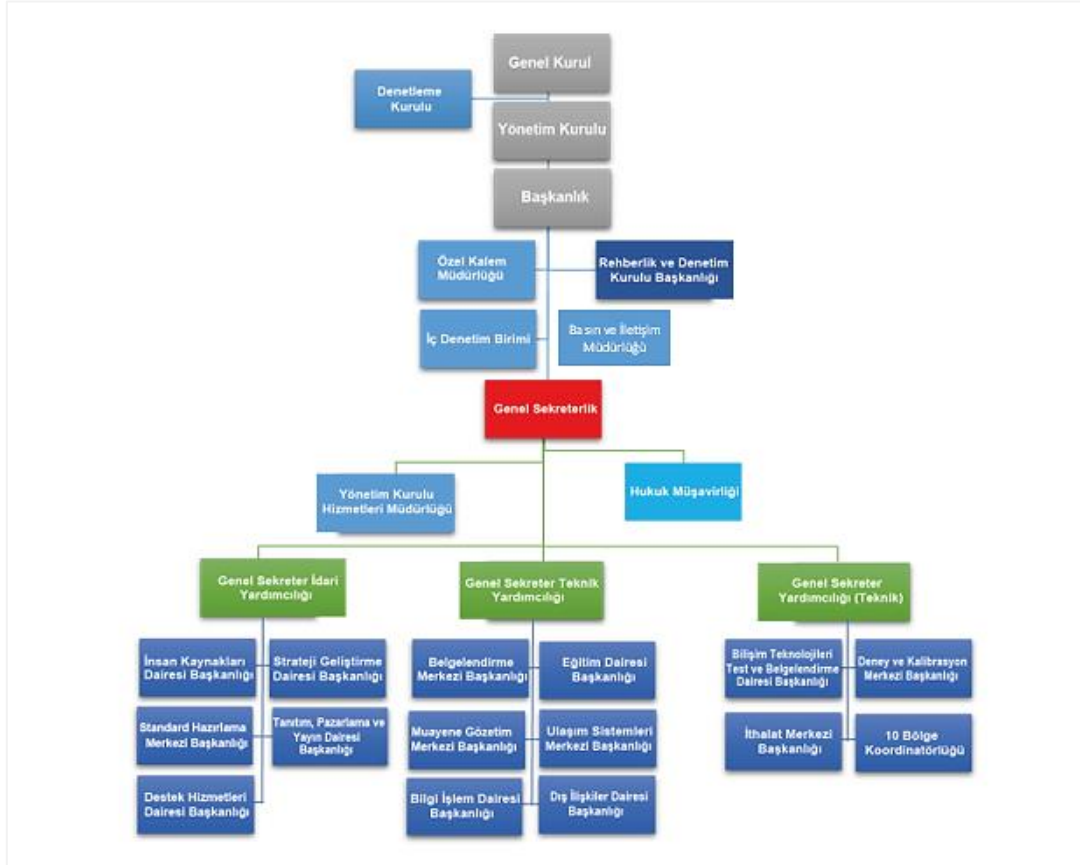 Genel Kurul
Denetleme
Kurulu
Yönetim Kurulu
Başkanlık
Özel Kalem
Müdürlüğü
Rehberlik ve Denetim
Kurulu Başkanlığı
İç Denetim Birimi
Basın ve İletişim
Müdürlüğü
Genel Sekreterlik
Yönetim Kurulu
Hizmetleri Müdürlüğü
Hukuk Müşavirliği
Genel Sekreter İdari
Yardımcılığı
Genel Sekreter Teknik
Yardımcılığı
Genel Sekreter
Yardımcılığı (Teknik)
İnsan Kaynakları
Dairesi Başkanlığı
Strateji Geliştirme
Dairesi Başkanlığı
Standard Hazırlama
Merkezi Başkanlığı
Tanıtım, Pazarlama ve
Yayın Dairesi
Başkanlığı
Destek Hizmetleri
Dairesi Başkanlığı
Belgelendirme
Merkezi Başkanlığı
Eğitim Dairesi
Başkanlığı
Muayene Gözetim
Merkezi Başkanlığı
Ulaşım Sistemleri
Merkezi Başkanlığı
Bilgi İşlem Dairesi
Başkanlığı
Dış İlişkiler Dairesi
Başkanlığı
Bilişim Teknolojileri
Test ve Belgelendirme
Dairesi Başkanlığı
Deney ve Kalibrasyon
Merkezi Başkanlığı
İthalat Merkezi
Başkanlığı
10 Bölge
Koordinatörlüğü